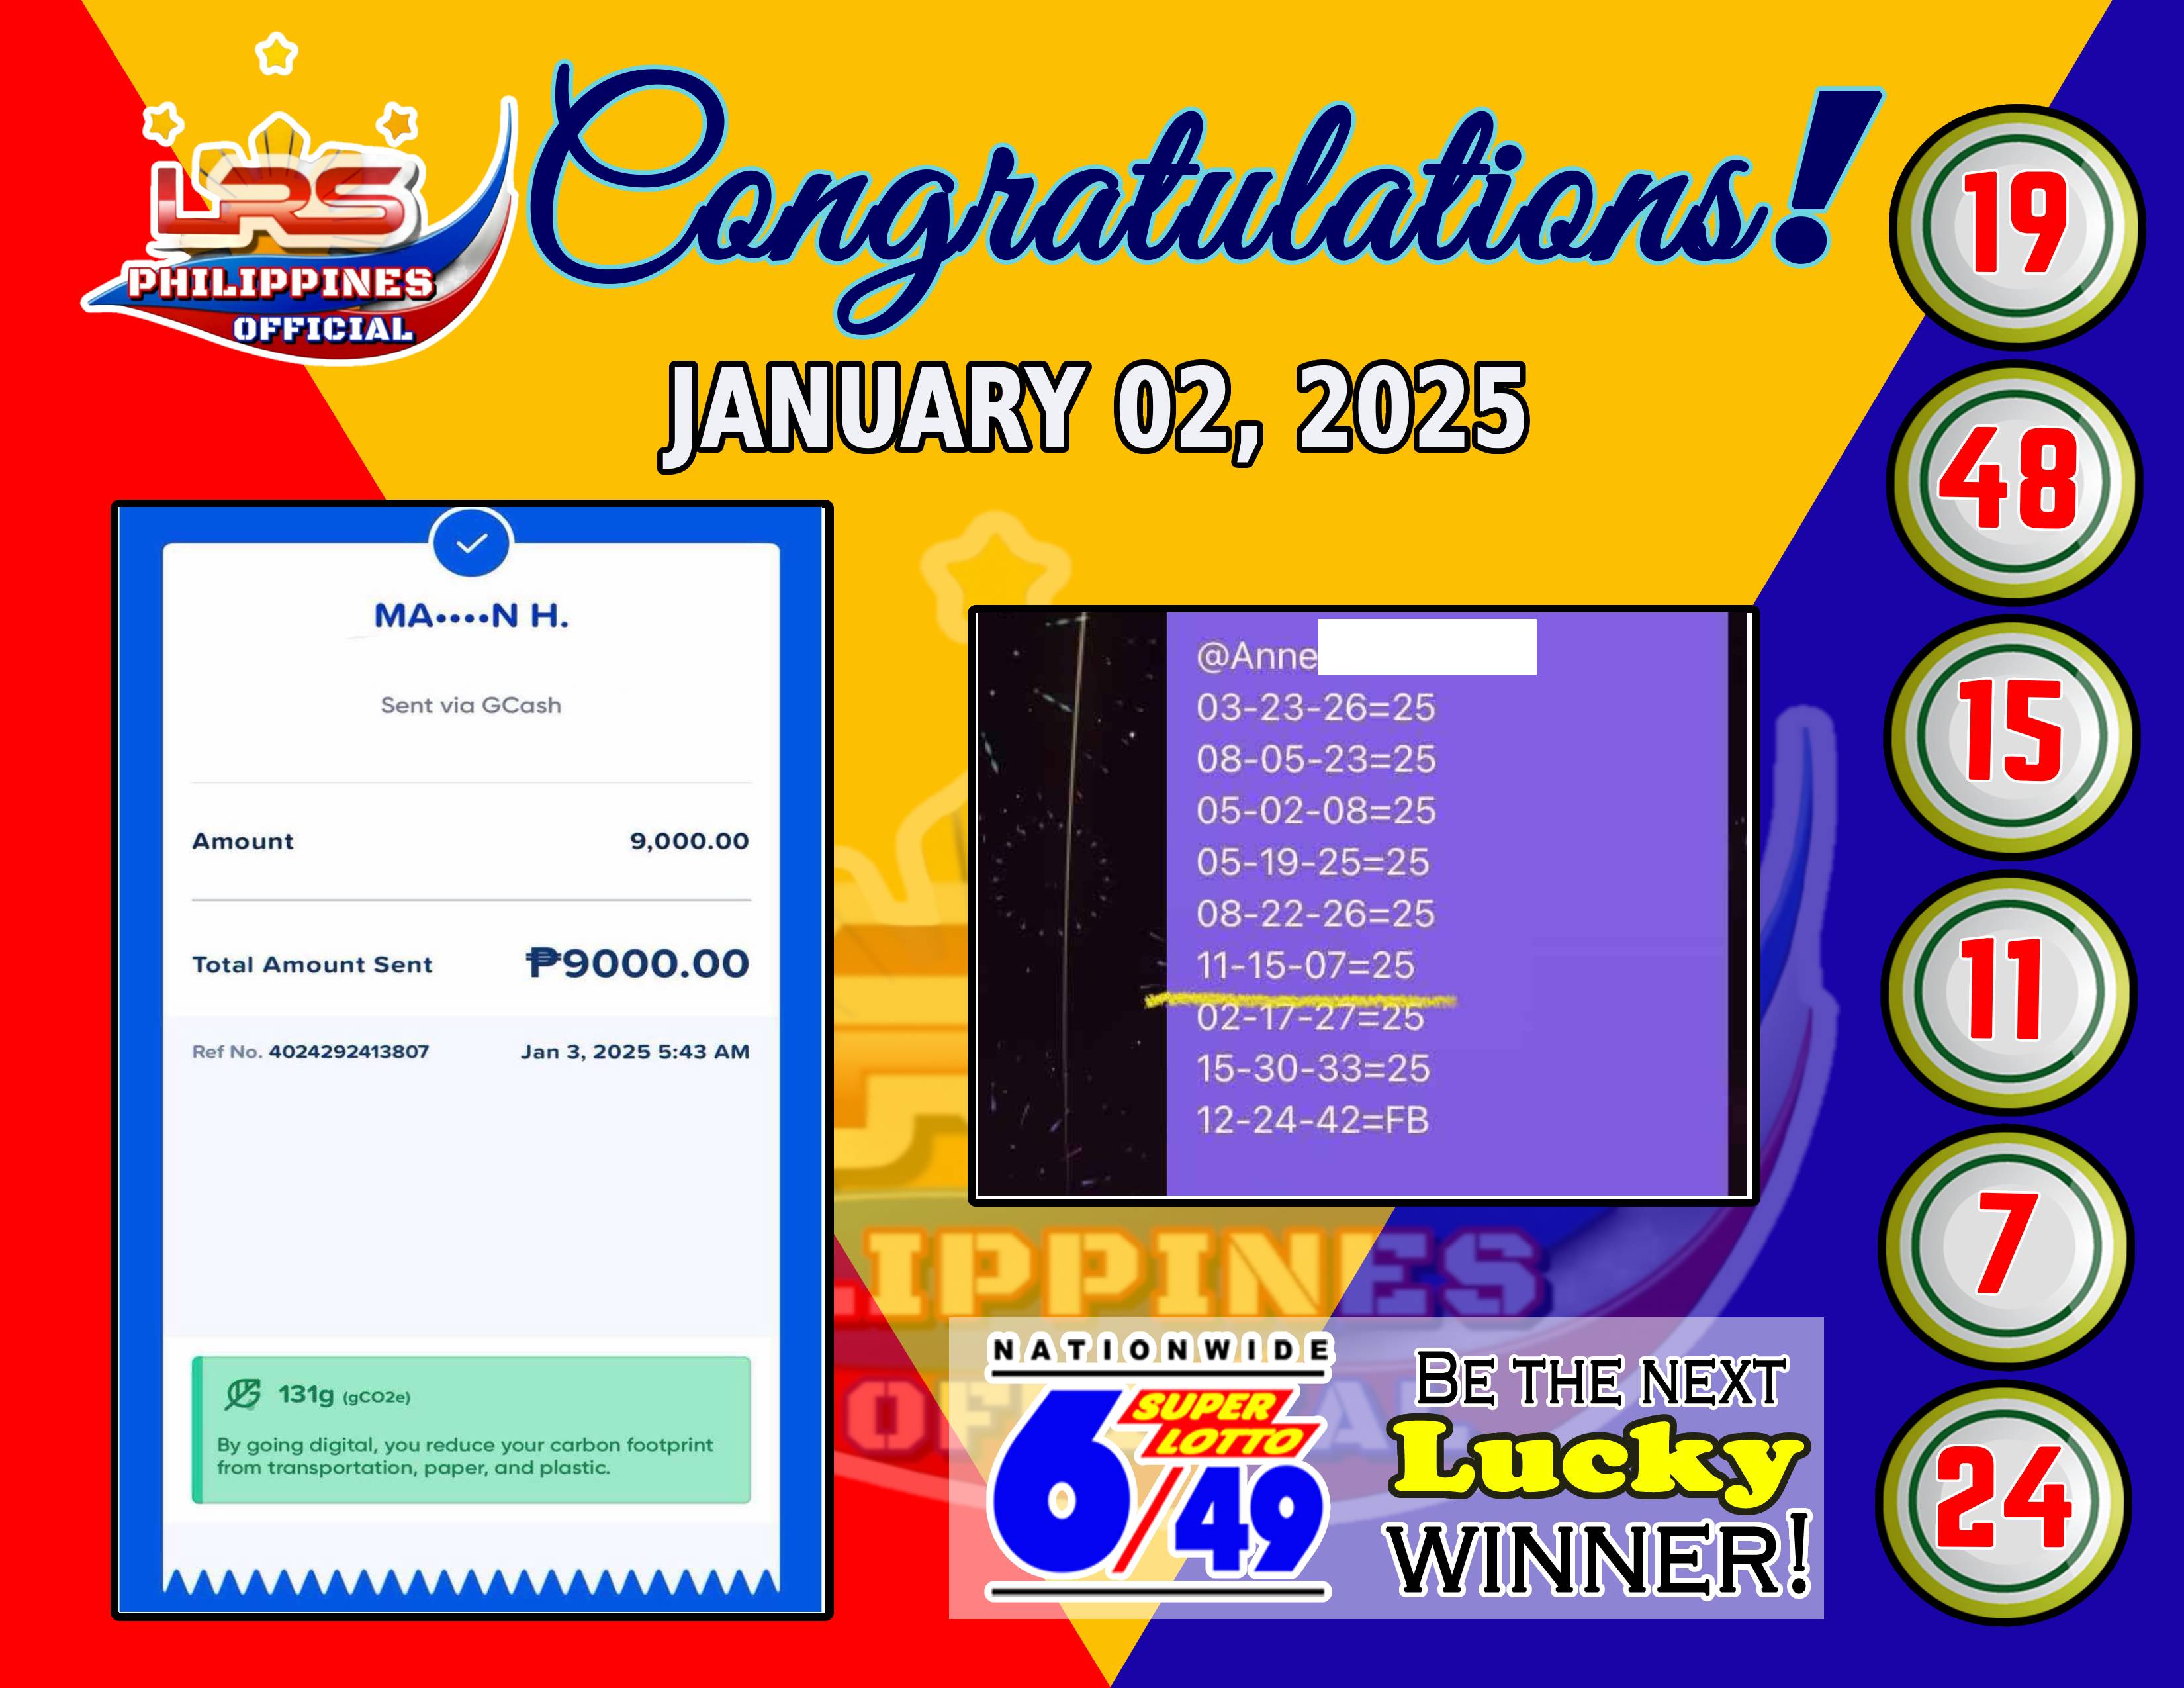 LRS
PHILIPPINES
OFFICIAL
Congratulations!
JANUARY 02, 2025
MA••••N H.
Sent via GCash
Amount 9,000.00
Total Amount Sent ₱9000.00
Ref No. 4024292413807 Jan 3, 2025 5:43 AM
131g (gCO2e)
By going digital, you reduce your carbon footprint
from transportation, paper, and plastic.
@Anne
03-23-26=25
08-05-23=25
05-02-08=25
05-19-25=25
08-22-26=25
11-15-07=25
02-17-27=25
15-30-33=25
12-24-42=FB
IPPINES
NATIONWIDE
6/49
SUPER
LOTTO
BE THE NEXT
Lucky
WINNER!
19
48
15
11
7
24